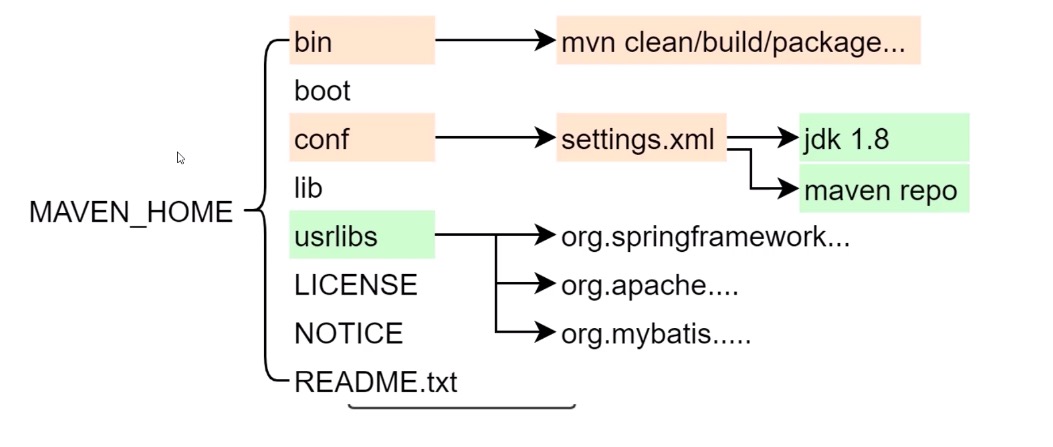 bin
mvn clean/build/package...
boot
conf
settings.xml
jdk 1.8
lib
maven repo
MAVEN_HOME
usrlibs
org.springframework...
LICENSE
org.apache....
NOTICE
org.mybatis.....
README.txt